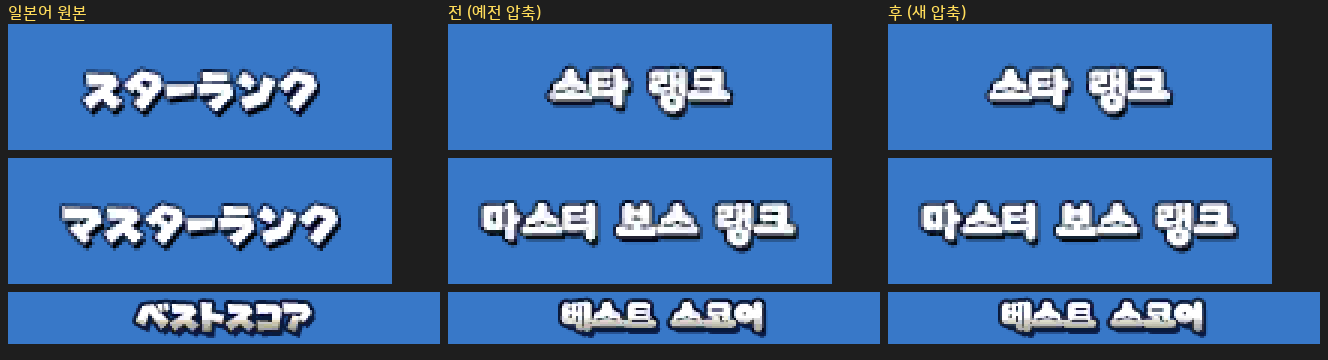 일본어 원본
전 (예전 압축)
후 (새 압축)
スターランク
스타 랭크
스타 랭크
マスターランク
마스터 보스 랭크
마스터 보스 랭크
ベストスコア
베스트 스코어
베스트 스코어